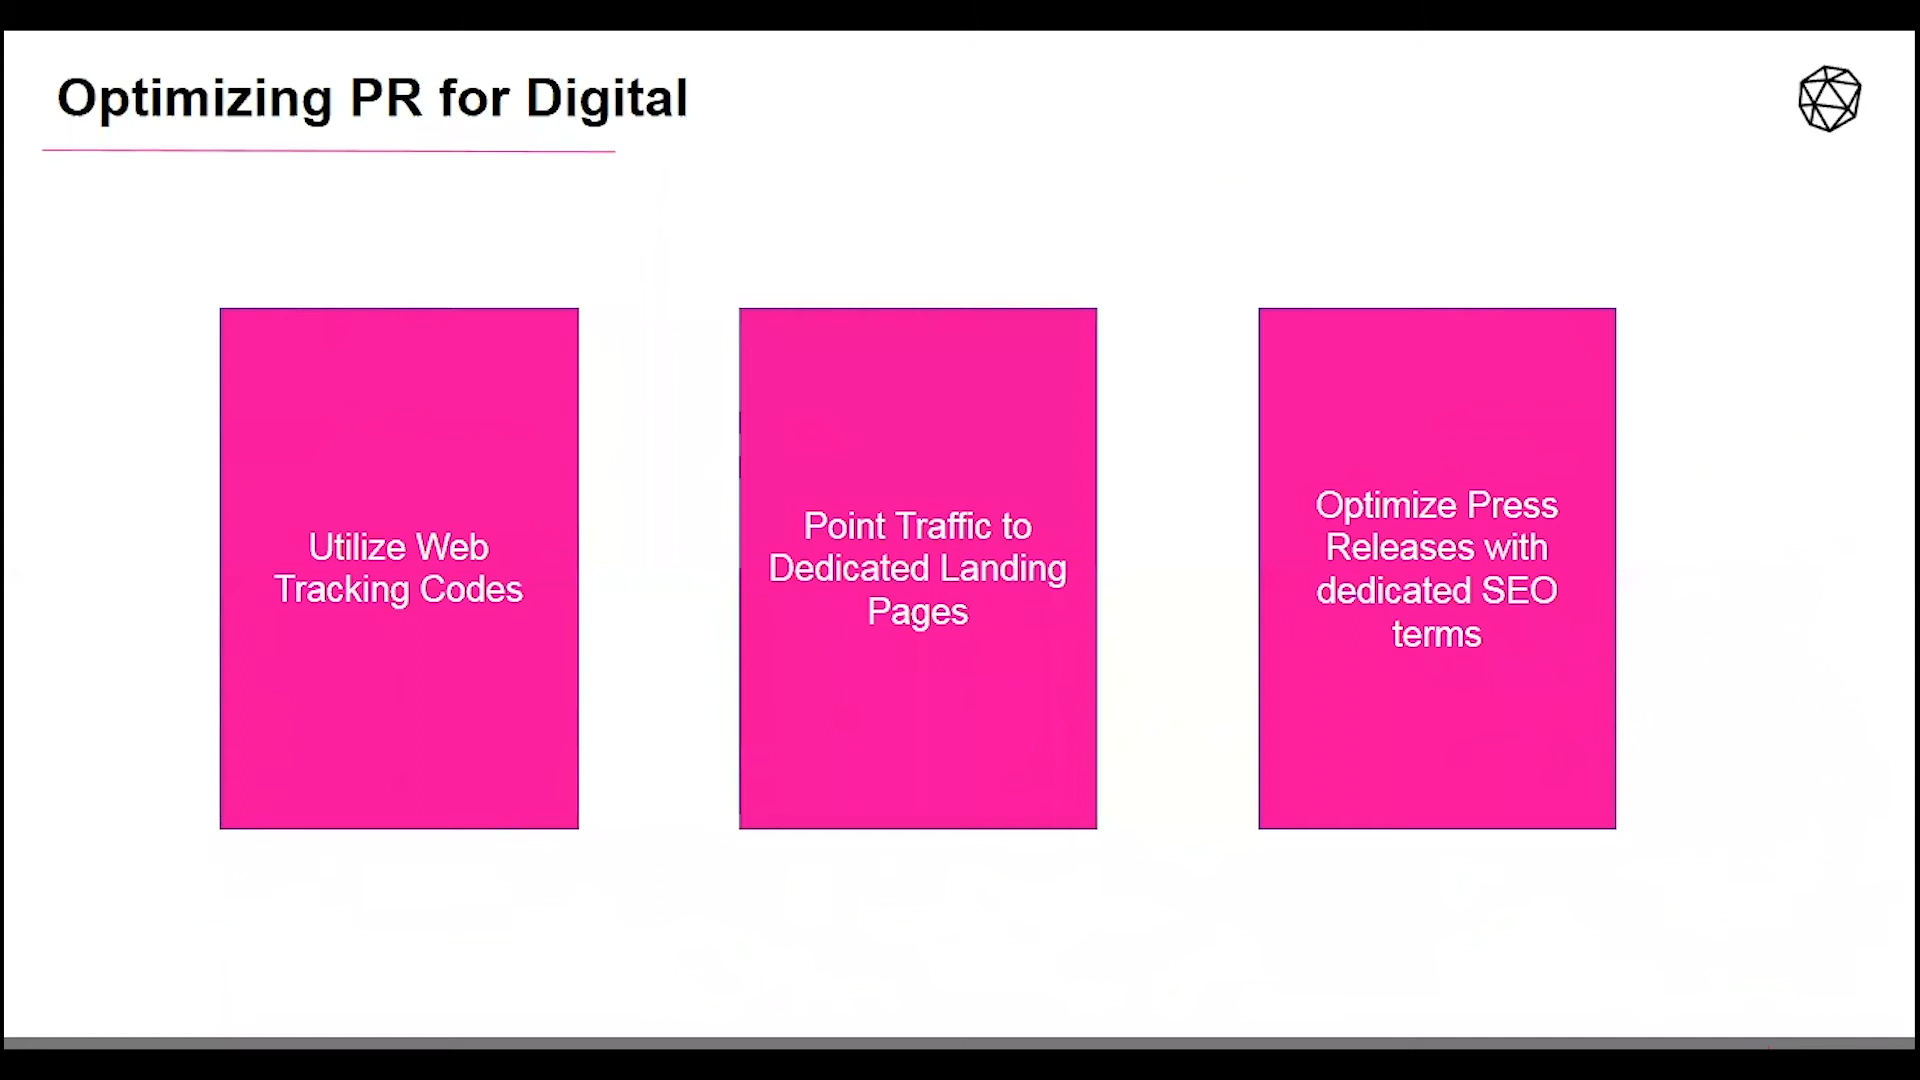 Optimizing PR for Digital
Utilize Web
Tracking Codes
Point Traffic to
Dedicated Landing
Pages
Optimize Press
Releases with
dedicated SEO
terms